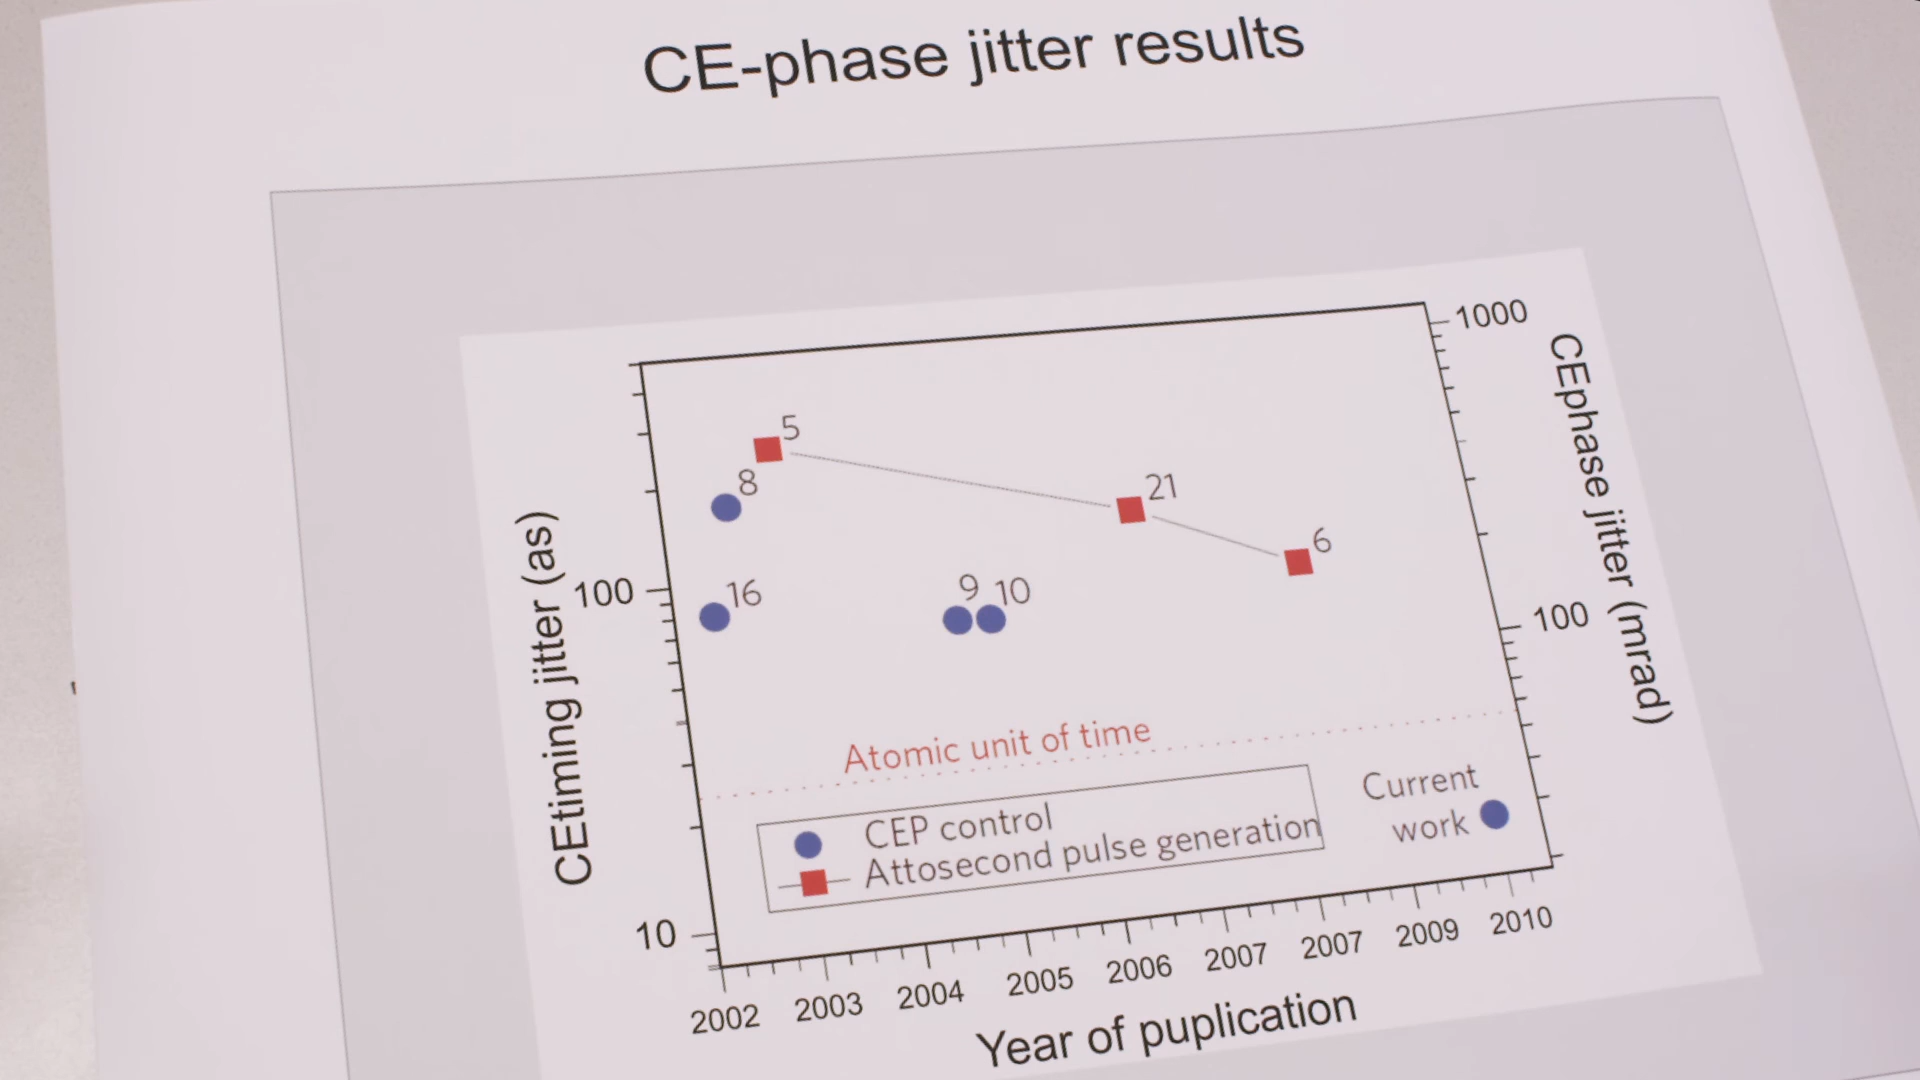 CE-phase jitter results
1000
5
8
21
6
16
9
10
100
100
10
CEtiming jitter (as)
CEphase jitter (mrad)
Atomic unit of time
CEP control
Attosecond pulse generation
Current
work
2002 2003 2004 2005 2006 2007 2007 2009 2010
Year of puplication